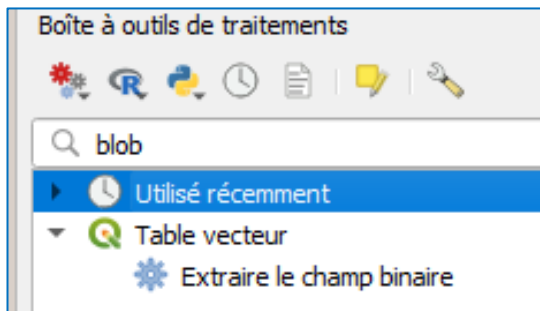 Boîte à outils de traitements
blob
Utilisé récemment
Table vecteur
Extraire le champ binaire